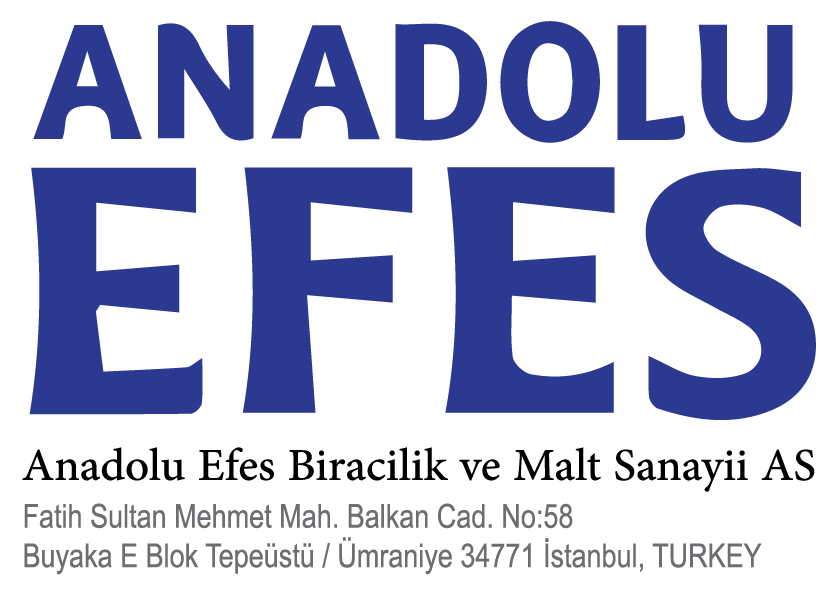 ANADOLU
EFES
Anadolu Efes Biracilik ve Malt Sanayii AS
Fatih Sultan Mehmet Mah. Balkan Cad. No:58
Buyaka E Blok Tepeüstü / Ümraniye 34771 İstanbul, TURKEY